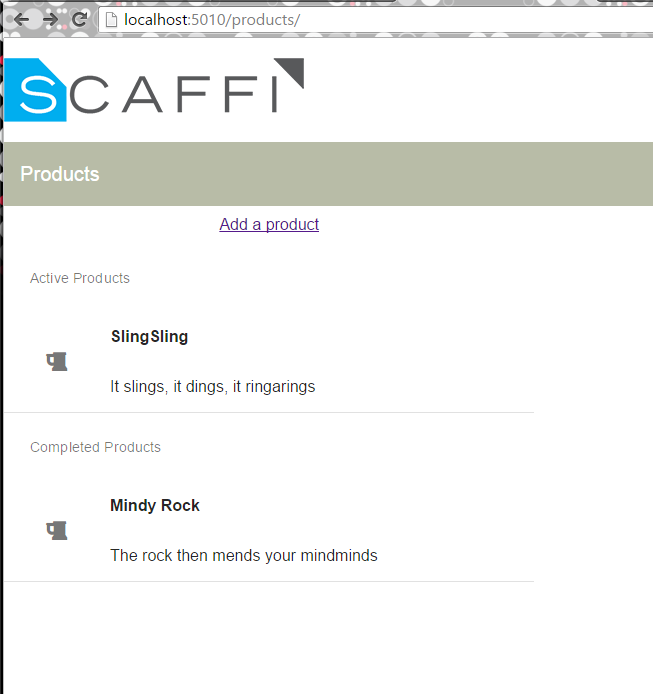 localhost:5010/products/
SCAFFI
Products
Add a product
Active Products
SlingSling
It slings, it dings, it ringarings
Completed Products
Mindy Rock
The rock then mends your mindminds